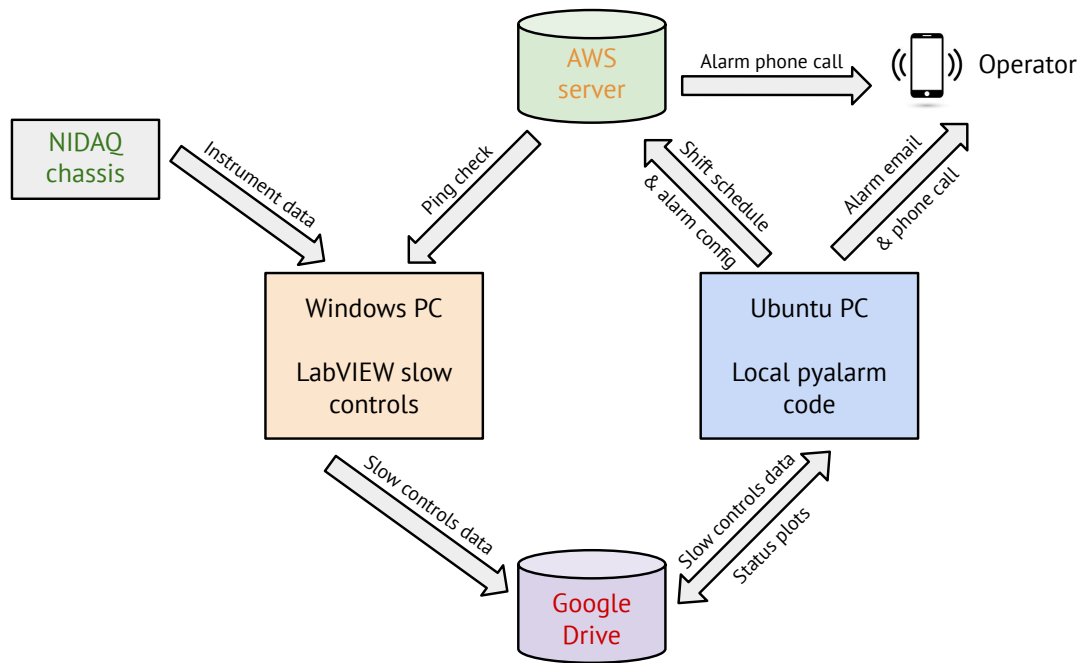 AWS
server
Alarm phone call
Operator
NIDAQ
chassis
Instrument data
Ping check
Shift schedule
& alarm config
Alarm email
& phone call
Windows PC
LabVIEW slow
controls
Ubuntu PC
Local pyalarm
code
Slow controls data
Slow controls data
Status plots
Google
Drive